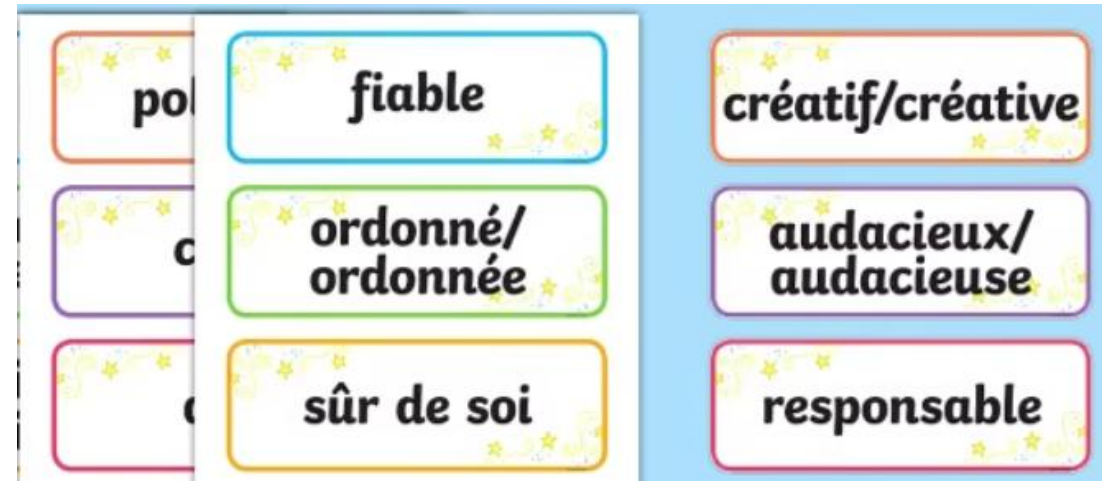 fiable
créatif/créative
ordonné/
ordonnée
audacieux/
audacieuse
sûr de soi
responsable